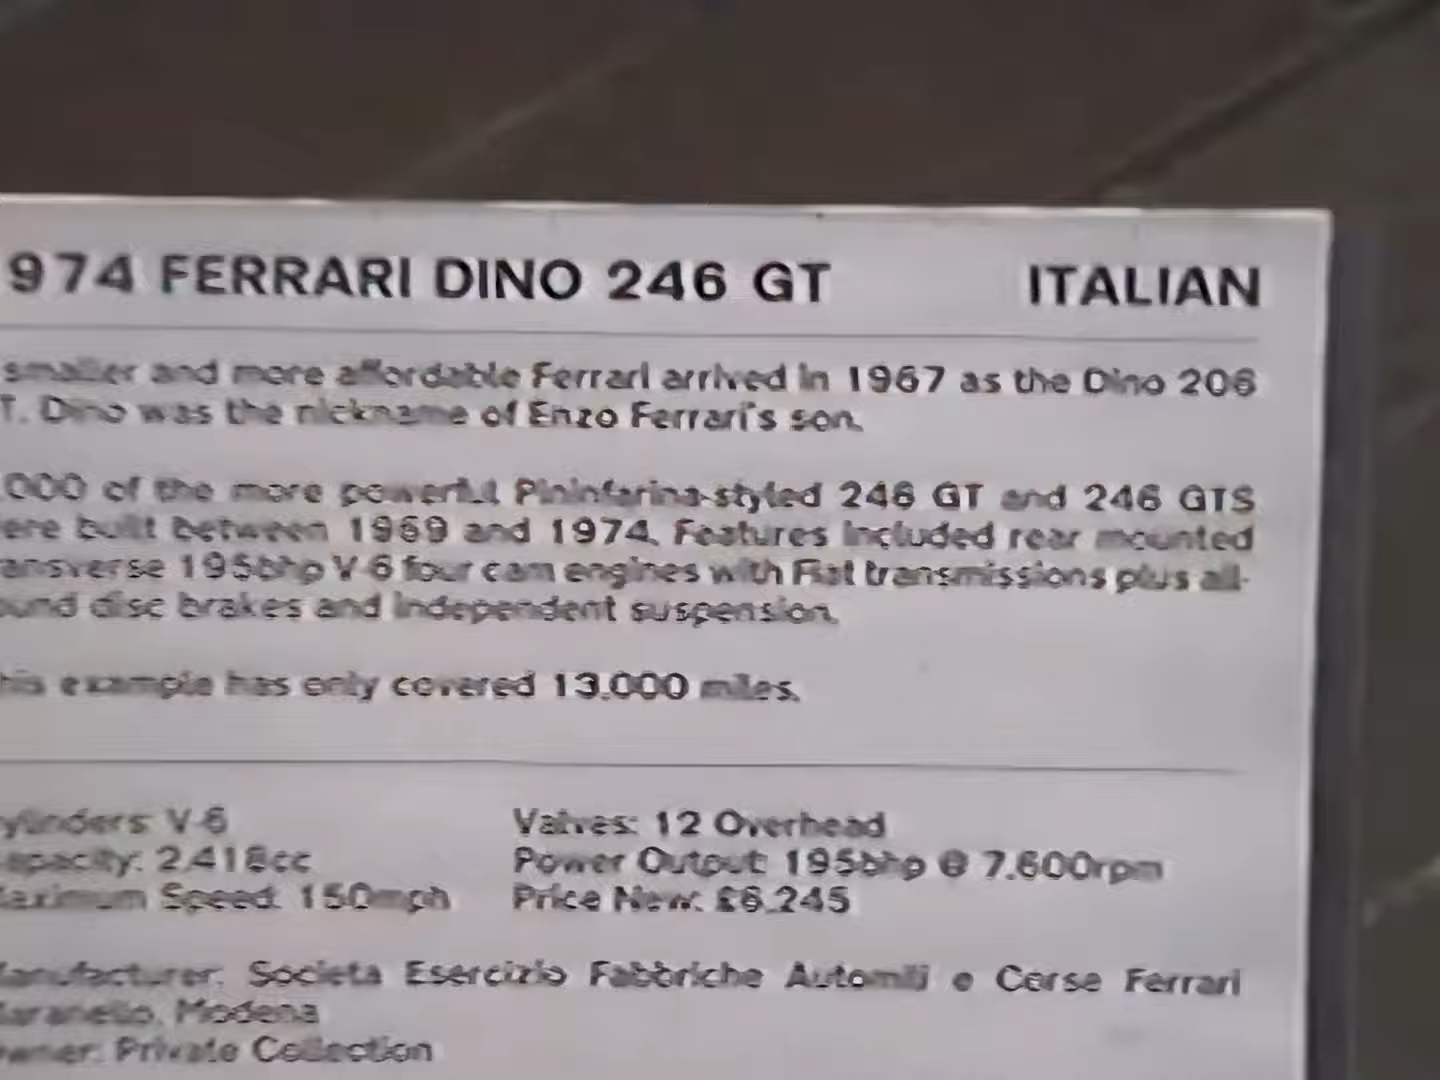 974 FERRARI DINO 246 GT ITALIAN
smaller and more affordable Ferrari arrived in 1967 as the Dino 206
T. Dino was the nickname of Enzo Ferrari's son.
000 of the more powerful Pininfarina-styled 246 GT and 246 GTS
ere built between 1969 and 1974. Features included rear mounted
ansverse 195bhp V-6 four cam engines with Fiat transmissions plus all-
ound disc brakes and independent suspension.
his example has only covered 13,000 miles.
ylinders: V-6 Valves: 12 Overhead
apacity: 2,418cc Power Output: 195bhp @ 7,600rpm
aximum Speed: 150mph Price New: £6,245
anufacturer: Societa Esercizio Fabbriche Automili e Corse Ferrari
aranello, Modena
wner: Private Collection